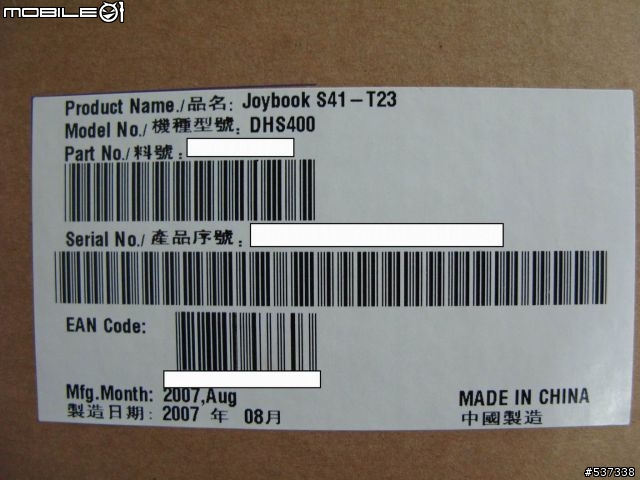 MOBILE01
Product Name./品名: Joybook S41-T23
Model No./機種型號: DHS400
Part No./料號:
Serial No./產品序號:
EAN Code:
Mfg.Month: 2007,Aug
製造日期: 2007 年 08月
MADE IN CHINA
中國製造
#537338